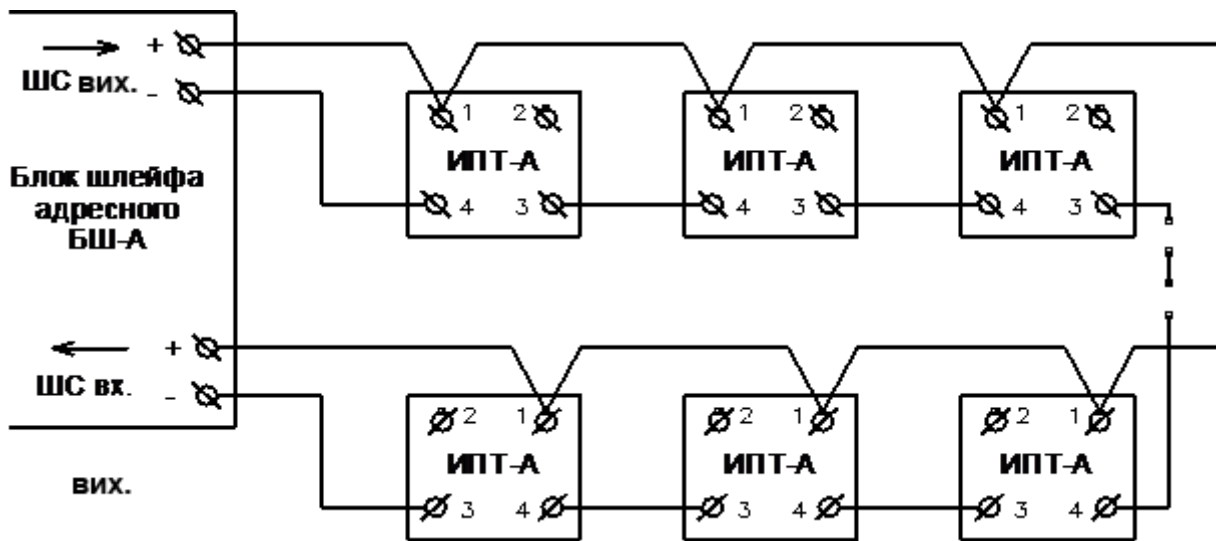 +
ШС вих.
-
Блок шлейфа
адресного
БШ-А
+
ШС вх.
-
вих.
1 2
ИПТ-А
4 3
1 2
ИПТ-А
4 3
1 2
ИПТ-А
4 3
2 1
ИПТ-А
3 4
2 1
ИПТ-А
3 4
2 1
ИПТ-А
3 4